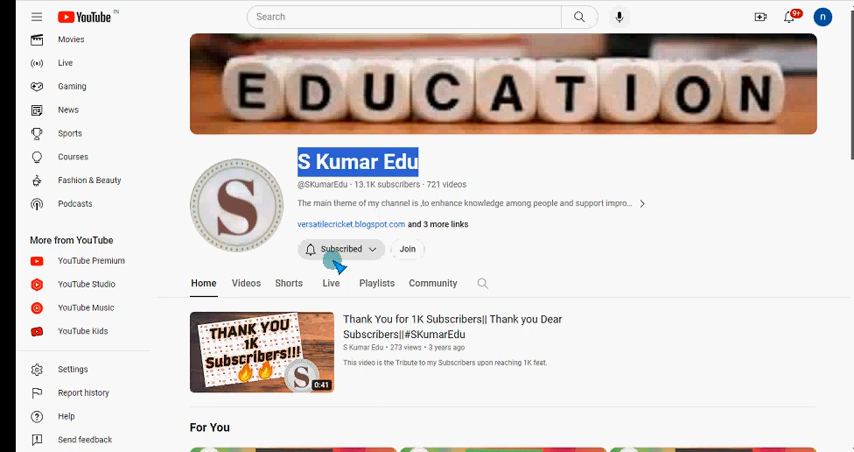 YouTube IN
Search
9+
n
Movies
Live
Gaming
News
Sports
Courses
Fashion & Beauty
Podcasts
More from YouTube
YouTube Premium
YouTube Studio
YouTube Music
YouTube Kids
Settings
Report history
Help
Send feedback
EDUCATION
S
S Kumar Edu
@SKumarEdu · 13.1K subscribers · 721 videos
The main theme of my channel is ,to enhance knowledge among people and support impro...
versatilecricket.blogspot.com and 3 more links
Subscribed
Join
Home Videos Shorts Live Playlists Community
THANK YOU
1K
Subscribers!!!
S
0:41
Thank You for 1K Subscribers|| Thank you Dear
Subscribers||#SKumarEdu
S Kumar Edu · 273 views · 3 years ago
This video is the Tribute to my Subscribers upon reaching 1K feat.
For You